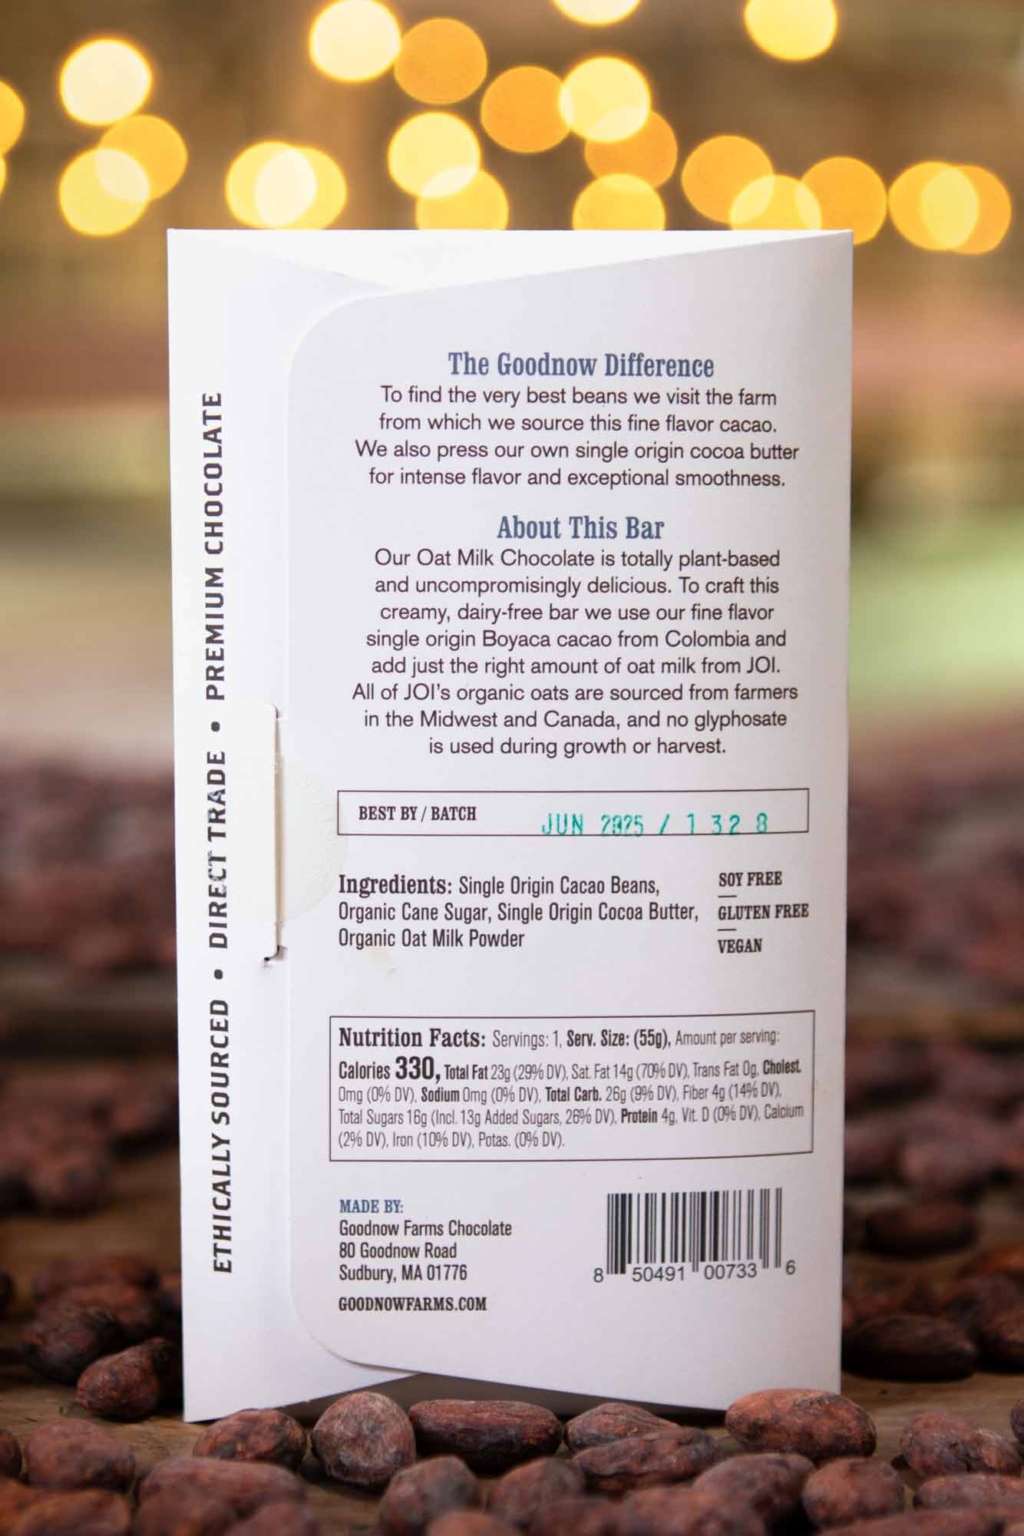 ETHICALLY SOURCED • DIRECT TRADE • PREMIUM CHOCOLATE
The Goodnow Difference
To find the very best beans we visit the farm
from which we source this fine flavor cacao.
We also press our own single origin cocoa butter
for intense flavor and exceptional smoothness.
About This Bar
Our Oat Milk Chocolate is totally plant-based
and uncompromisingly delicious. To craft this
creamy, dairy-free bar we use our fine flavor
single origin Boyaca cacao from Colombia and
add just the right amount of oat milk from JOI.
All of JOI's organic oats are sourced from farmers
in the Midwest and Canada, and no glyphosate
is used during growth or harvest.
BEST BY / BATCH JUN 2025 / 1 32 8
Ingredients: Single Origin Cacao Beans,
Organic Cane Sugar, Single Origin Cocoa Butter,
Organic Oat Milk Powder
SOY FREE
GLUTEN FREE
VEGAN
Nutrition Facts: Servings: 1, Serv. Size: (55g), Amount per serving:
Calories 330, Total Fat 23g (29% DV), Sat. Fat 14g (70% DV), Trans Fat 0g, Cholest.
0mg (0% DV), Sodium 0mg (0% DV), Total Carb. 26g (9% DV), Fiber 4g (14% DV),
Total Sugars 16g (Incl. 13g Added Sugars, 26% DV), Protein 4g, Vit. D (0% DV), Calcium
(2% DV), Iron (10% DV), Potas. (0% DV).
MADE BY:
Goodnow Farms Chocolate
80 Goodnow Road
Sudbury, MA 01776
GOODNOWFARMS.COM
8 50491 00733 6